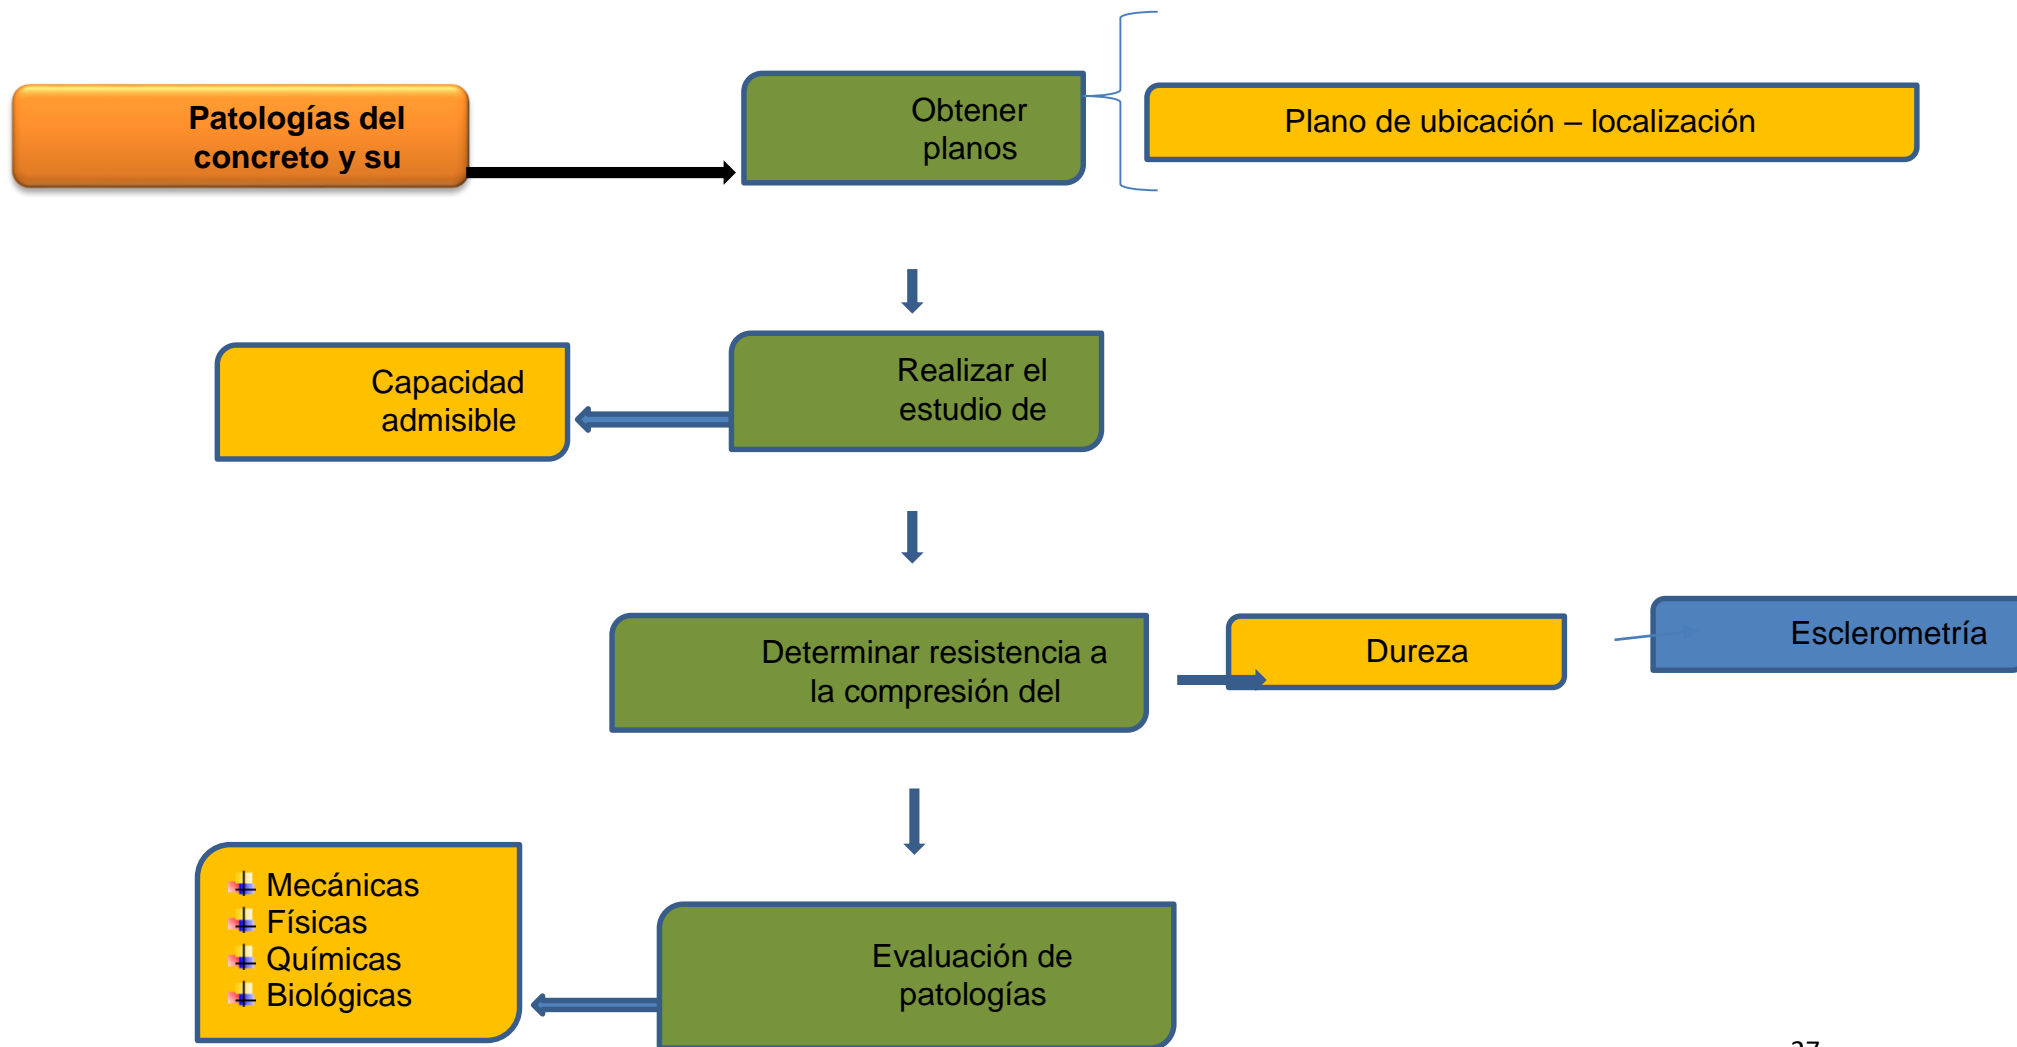 Patologías del
concreto y su
Obtener
planos
Plano de ubicación – localización
Capacidad
admisible
Realizar el
estudio de
Determinar resistencia a
la compresión del
Dureza
Esclerometría
Mecánicas
Físicas
Químicas
Biológicas
Evaluación de
patologías